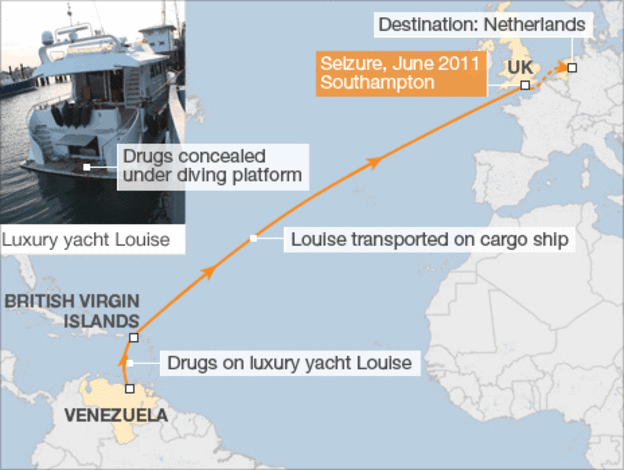 Destination: Netherlands
Seizure, June 2011
Southampton
UK
Drugs concealed
under diving platform
Luxury yacht Louise
Louise transported on cargo ship
BRITISH VIRGIN
ISLANDS
Drugs on luxury yacht Louise
VENEZUELA